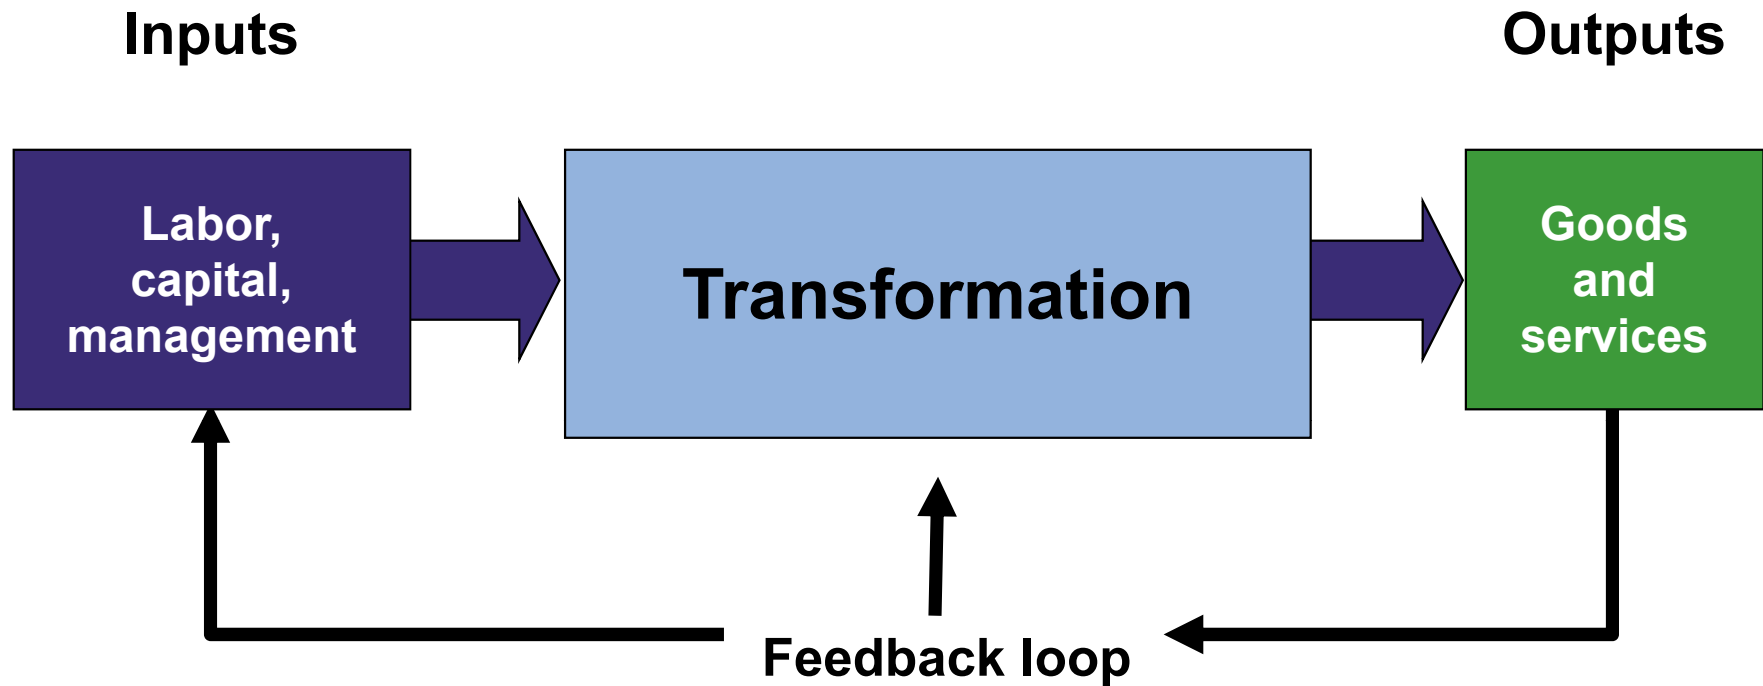 Inputs
Outputs
Labor,
capital,
management
Transformation
Goods
and
services
Feedback loop